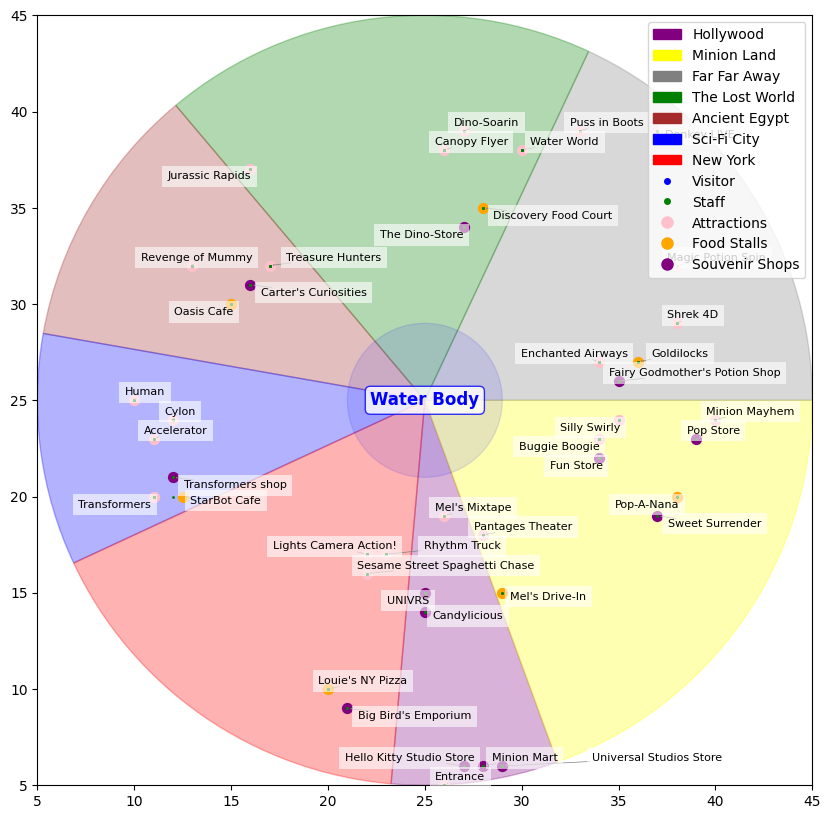 45
40
35
30
25
20
15
10
5
5
10
15
20
25
30
35
40
45
Hollywood
Minion Land
Far Far Away
The Lost World
Ancient Egypt
Sci-Fi City
New York
Visitor
Staff
Attractions
Food Stalls
Souvenir Shops
Dino-Soarin
Puss in Boots
Canopy Flyer
Water World
Jurassic Rapids
Discovery Food Court
The Dino-Store
Revenge of Mummy
Treasure Hunters
Magic Potion Spin
Carter's Curiosities
Oasis Cafe
Shrek 4D
Enchanted Airways
Goldilocks
Fairy Godmother's Potion Shop
Water Body
Human
Cylon
Accelerator
Minion Mayhem
Silly Swirly
Pop Store
Buggie Boogie
Fun Store
Transformers shop
Transformers
StarBot Cafe
Pop-A-Nana
Sweet Surrender
Mel's Mixtape
Pantages Theater
Lights Camera Action!
Rhythm Truck
Sesame Street Spaghetti Chase
UNIVRS
Mel's Drive-In
Candylicious
Louie's NY Pizza
Big Bird's Emporium
Hello Kitty Studio Store
Minion Mart
Universal Studios Store
Entrance